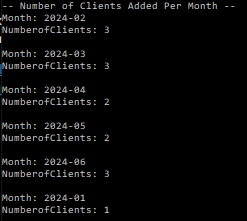 -- Number of Clients Added Per Month --
Month: 2024-02
NumberofClients: 3
Month: 2024-03
NumberofClients: 3
Month: 2024-04
NumberofClients: 2
Month: 2024-05
NumberofClients: 2
Month: 2024-06
NumberofClients: 3
Month: 2024-01
NumberofClients: 1